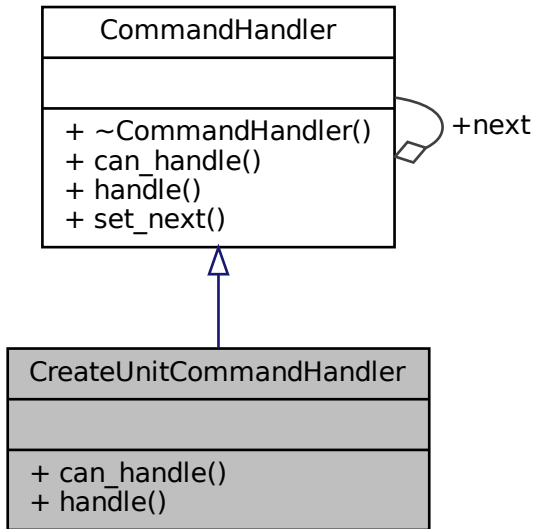 CommandHandler
+ ~CommandHandler()
+ can_handle()
+ handle()
+ set_next()
+next
CreateUnitCommandHandler
+ can_handle()
+ handle()